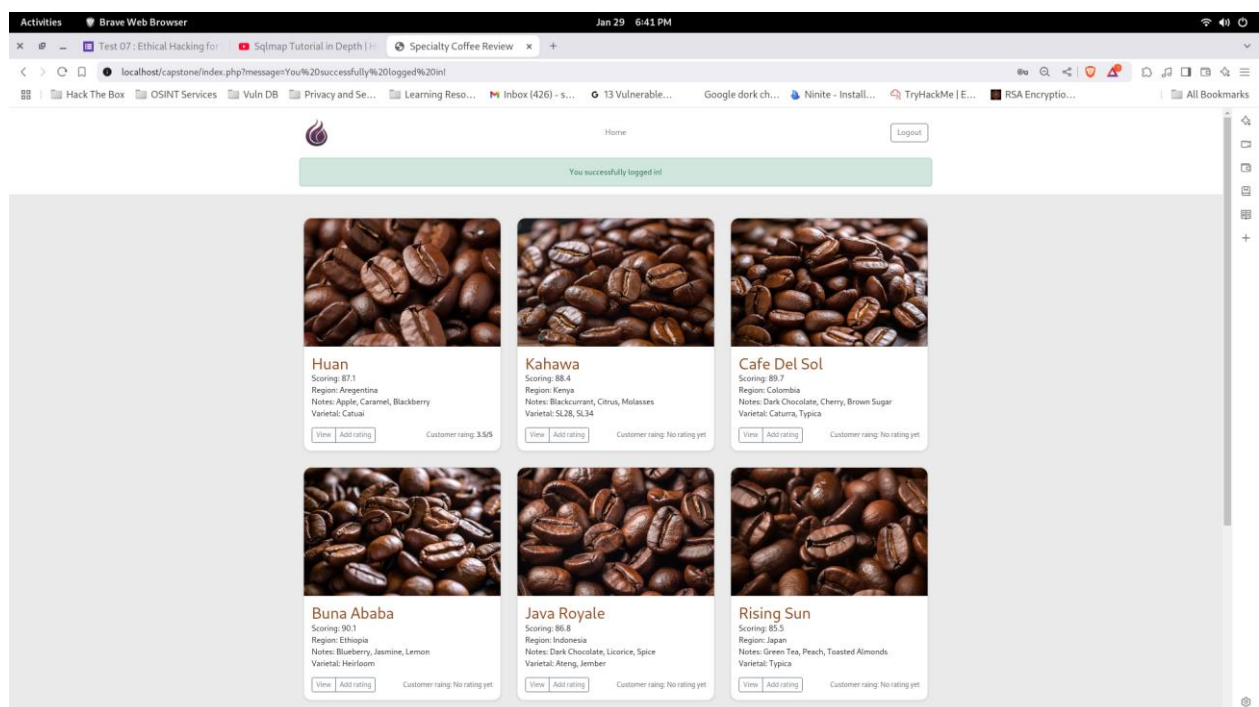 Activities Brave Web Browser Jan 29 6:41 PM
Test 07 : Ethical Hacking for Sqlmap Tutorial in Depth | H Specialty Coffee Review
localhost/capstone/index.php?message=You%20successfully%20logged%20in!
Hack The Box OSINT Services Vuln DB Privacy and Se... Learning Reso... Inbox (426) - s... 13 Vulnerable... Google dork ch... Ninite - Install... TryHackMe | E... RSA Encryptio... All Bookmarks
Home Logout
You successfully logged in!
Huan
Scoring: 87.1
Region: Aregentina
Notes: Apple, Caramel, Blackberry
Varietal: Catuai
View Add rating Customer raing: 3.5/5
Kahawa
Scoring: 88.4
Region: Kenya
Notes: Blackcurrant, Citrus, Molasses
Varietal: SL28, SL34
View Add rating Customer raing: No rating yet
Cafe Del Sol
Scoring: 89.7
Region: Colombia
Notes: Dark Chocolate, Cherry, Brown Sugar
Varietal: Caturra, Typica
View Add rating Customer raing: No rating yet
Buna Ababa
Scoring: 90.1
Region: Ethiopia
Notes: Blueberry, Jasmine, Lemon
Varietal: Heirloom
View Add rating Customer raing: No rating yet
Java Royale
Scoring: 86.8
Region: Indonesia
Notes: Dark Chocolate, Licorice, Spice
Varietal: Ateng, Jember
View Add rating Customer raing: No rating yet
Rising Sun
Scoring: 85.5
Region: Japan
Notes: Green Tea, Peach, Toasted Almonds
Varietal: Typica
View Add rating Customer raing: No rating yet